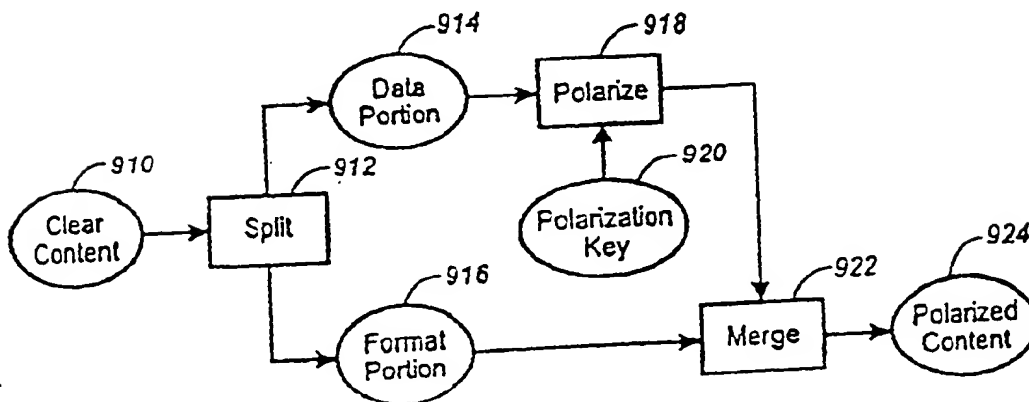 914
918
Data
Portion
Polarize
910
912
920
Clear
Content
Split
Polarization
Key
924
916
922
Format
Portion
Merge
Polarized
Content